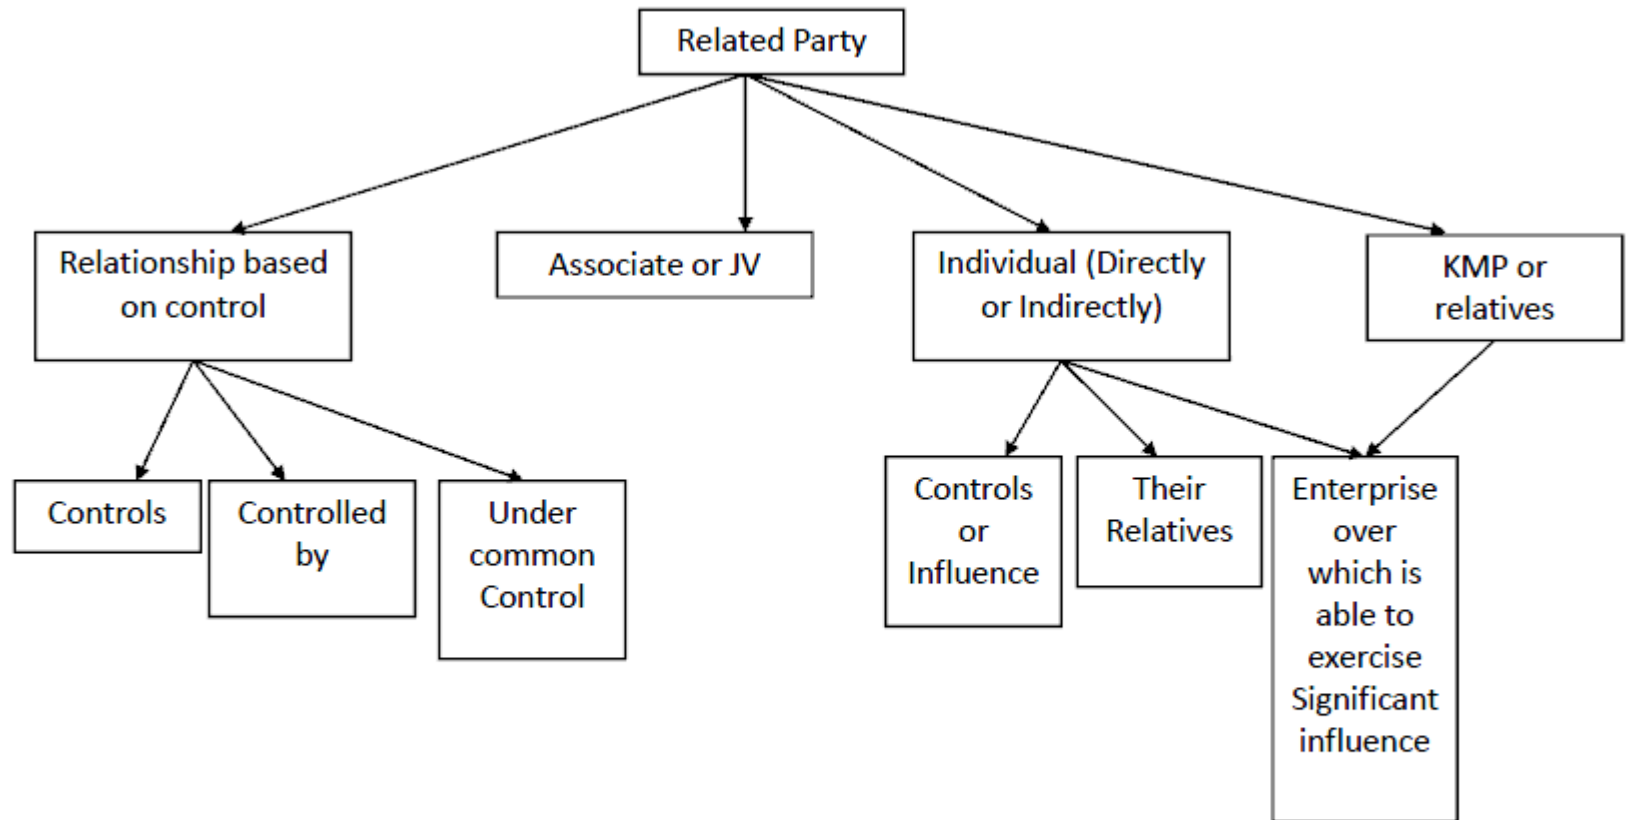 Related Party
Relationship based
on control
Associate or JV
Individual (Directly
or Indirectly)
KMP or
relatives
Controls
Controlled
by
Under
common
Control
Controls
or
Influence
Their
Relatives
Enterprise
over
which is
able to
exercise
Significant
influence